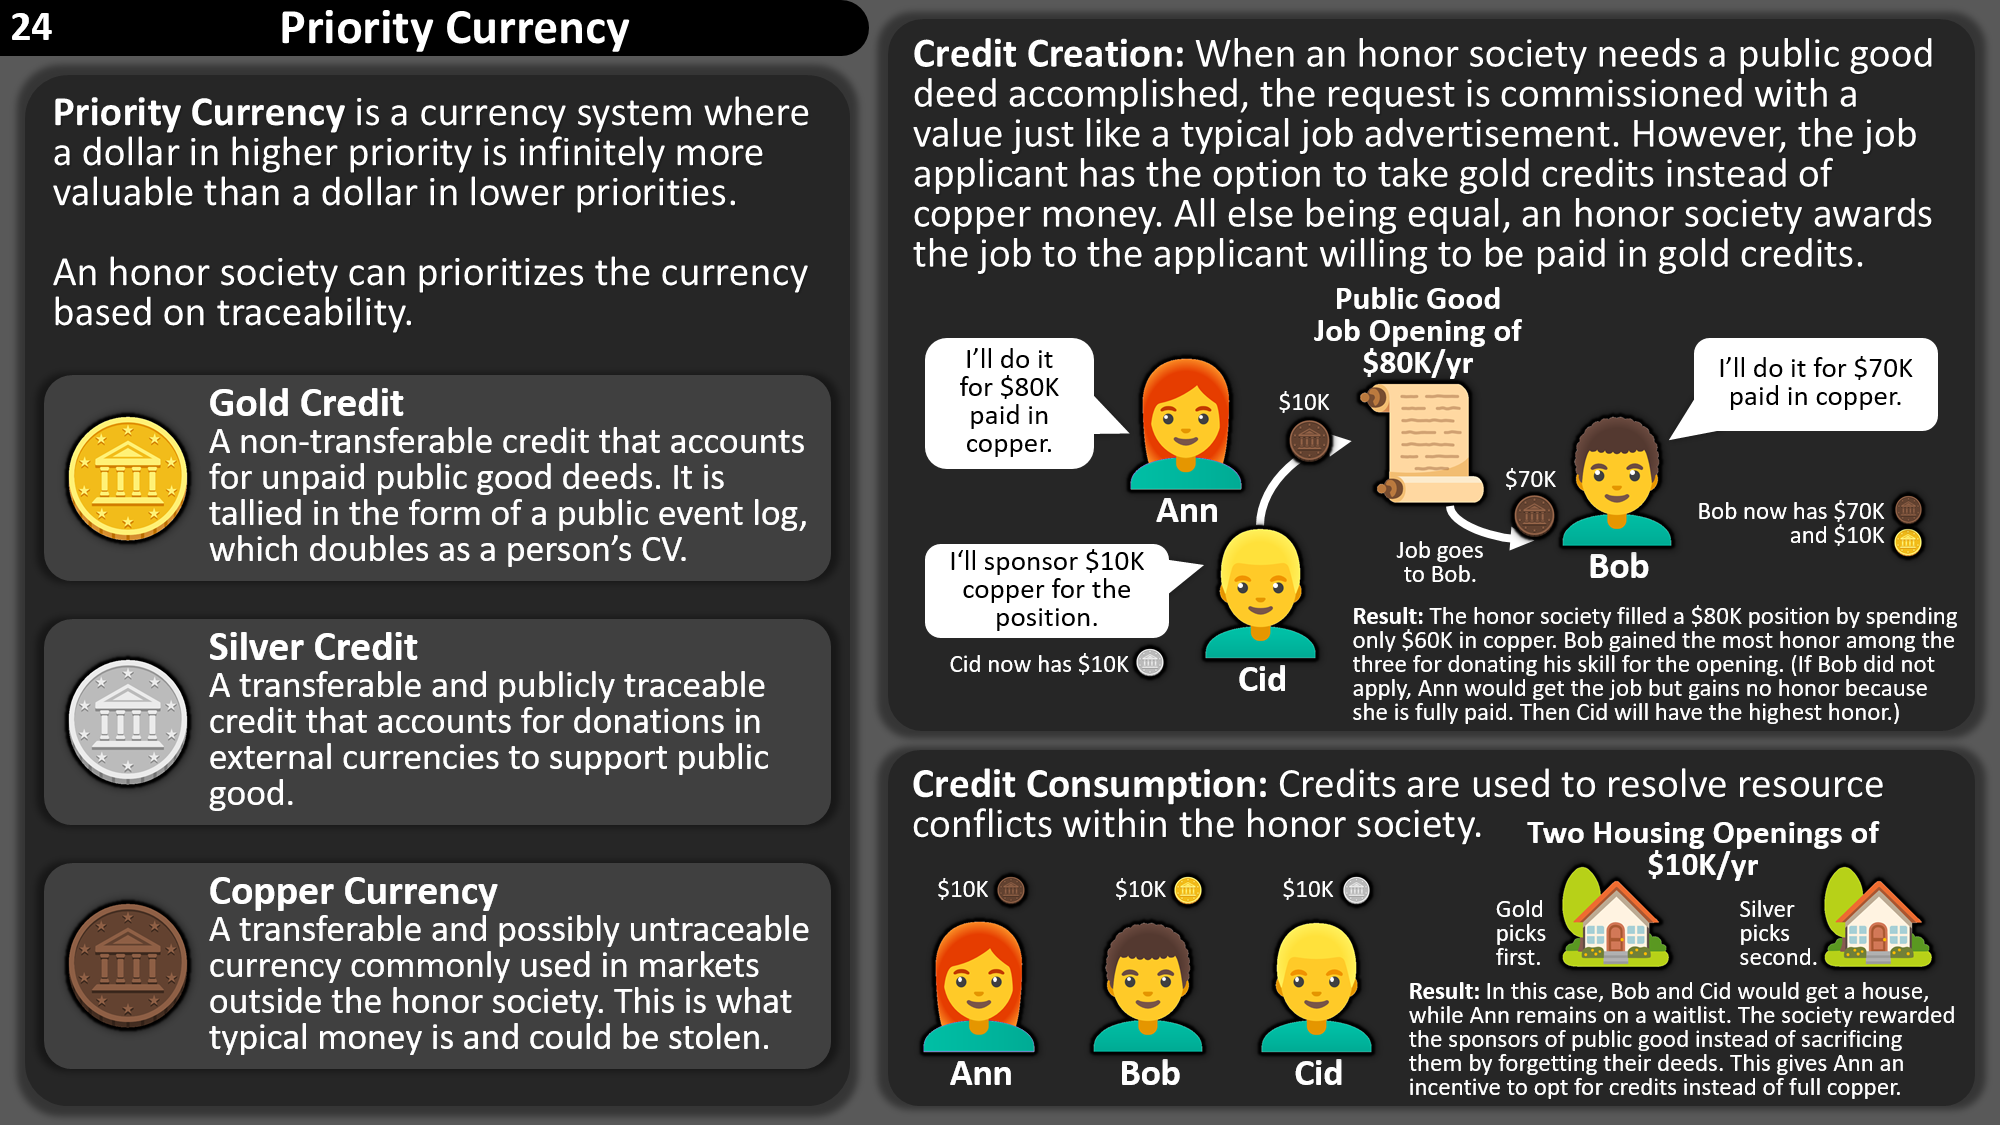 24
Priority Currency
Priority Currency is a currency system where
a dollar in higher priority is infinitely more
valuable than a dollar in lower priorities.
An honor society can prioritizes the currency
based on traceability.
Gold Credit
A non-transferable credit that accounts
for unpaid public good deeds. It is
tallied in the form of a public event log,
which doubles as a person’s CV.
Silver Credit
A transferable and publicly traceable
credit that accounts for donations in
external currencies to support public
good.
Copper Currency
A transferable and possibly untraceable
currency commonly used in markets
outside the honor society. This is what
typical money is and could be stolen.
Credit Creation: When an honor society needs a public good
deed accomplished, the request is commissioned with a
value just like a typical job advertisement. However, the job
applicant has the option to take gold credits instead of
copper money. All else being equal, an honor society awards
the job to the applicant willing to be paid in gold credits.
Public Good
Job Opening of
$80K/yr
I’ll do it
for $80K
paid in
copper.
Ann
$10K
I’ll do it for $70K
paid in copper.
$70K
Bob
Bob now has $70K
and $10K
Job goes
to Bob.
I‘ll sponsor $10K
copper for the
position.
Cid now has $10K
Cid
Result: The honor society filled a $80K position by spending
only $60K in copper. Bob gained the most honor among the
three for donating his skill for the opening. (If Bob did not
apply, Ann would get the job but gains no honor because
she is fully paid. Then Cid will have the highest honor.)
Credit Consumption: Credits are used to resolve resource
conflicts within the honor society.
Two Housing Openings of
$10K/yr
$10K
Ann
$10K
Bob
$10K
Cid
Gold
picks
first.
Silver
picks
second.
Result: In this case, Bob and Cid would get a house,
while Ann remains on a waitlist. The society rewarded
the sponsors of public good instead of sacrificing
them by forgetting their deeds. This gives Ann an
incentive to opt for credits instead of full copper.